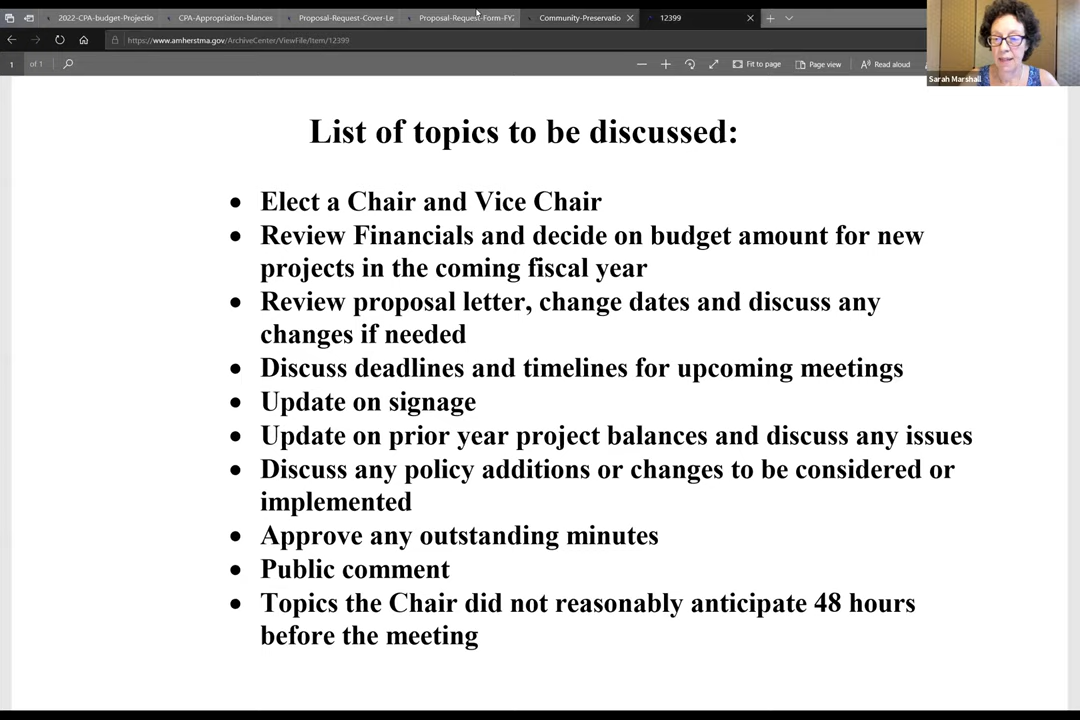 2022-CPA-budget-Projectio
CPA-Appropriation-blances
Proposal-Request-Cover-Le
Proposal-Request-Form-FY2
Community-Preservatio
12399
https://www.amherstma.gov/ArchiveCenter/ViewFile/Item/12399
1 of 1
Fit to page
Page view
Read aloud
Sarah Marshall
List of topics to be discussed:
• Elect a Chair and Vice Chair
• Review Financials and decide on budget amount for new
projects in the coming fiscal year
• Review proposal letter, change dates and discuss any
changes if needed
• Discuss deadlines and timelines for upcoming meetings
• Update on signage
• Update on prior year project balances and discuss any issues
• Discuss any policy additions or changes to be considered or
implemented
• Approve any outstanding minutes
• Public comment
• Topics the Chair did not reasonably anticipate 48 hours
before the meeting